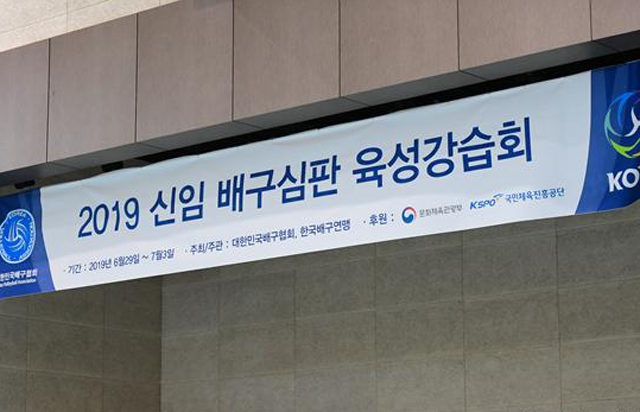 2019 신임 배구심판 육성강습회
· 기간 : 2019년 6월29일 ~ 7월3일 · 주최/주관 : 대한민국배구협회, 한국배구연맹 · 후원 : 문화체육관광부 KSPO 국민체육진흥공단
대한민국배구협회
Volleyball Association
KO